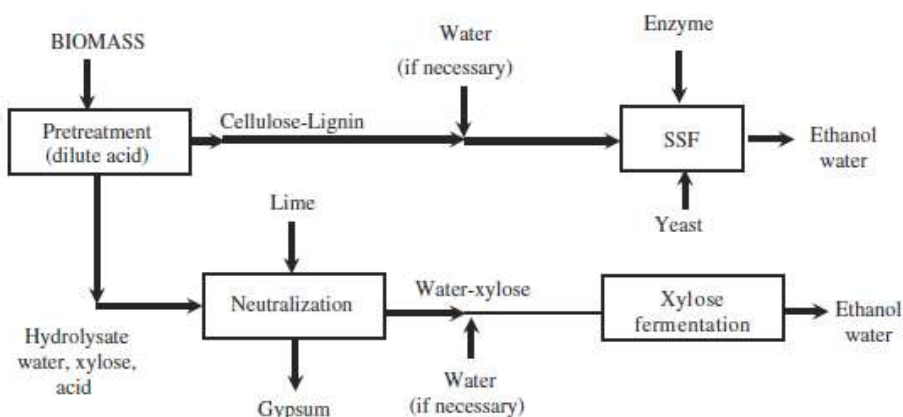 BIOMASS
Water
(if necessary)
Enzyme
Pretreatment
(dilute acid)
Cellulose-Lignin
SSF
Ethanol
water
Yeast
Lime
Neutralization
Water-xylose
Xylose
fermentation
Ethanol
water
Hydrolysate
water, xylose,
acid
Gypsum
Water
(if necessary)